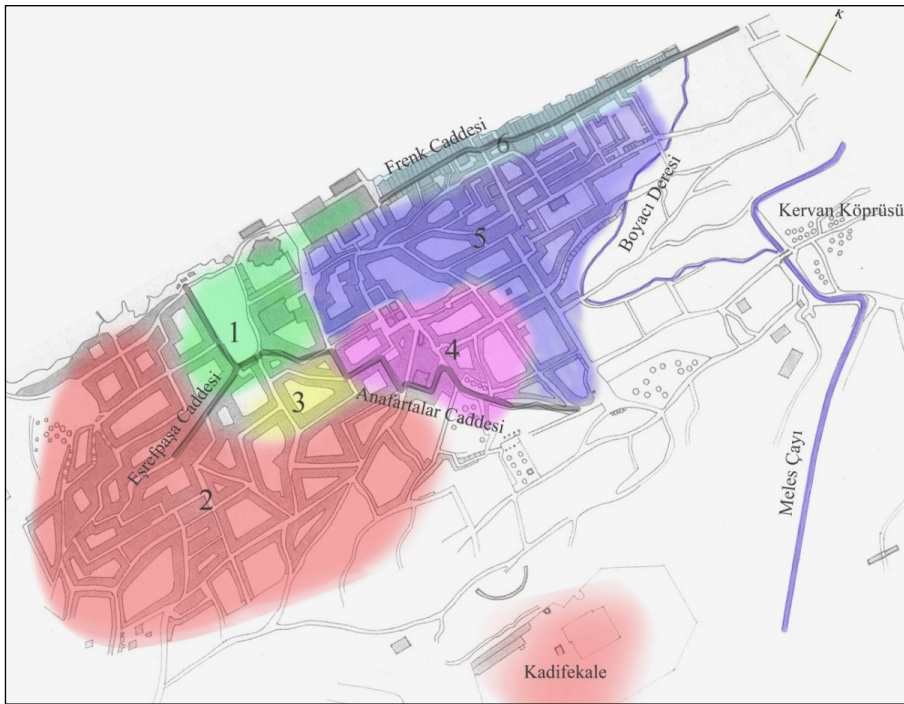 K
Frenk Caddesi
6
Boyacı Deresi
Kervan Köprüsü
5
1
4
3
Anafartalar Caddesi
Eşrefpaşa Caddesi
2
Meles Çayı
Kadifekale